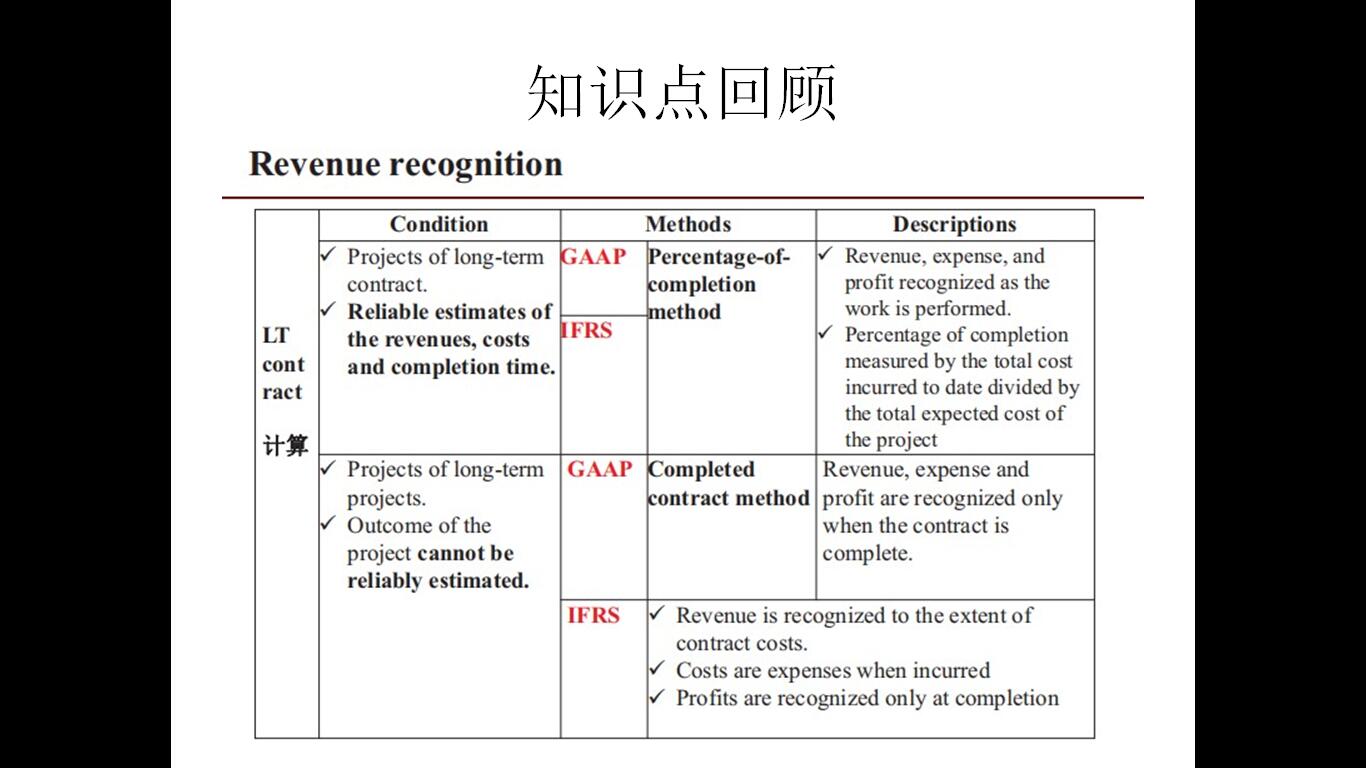 知识点回顾
Revenue recognition
Condition
Methods
Descriptions
LT
cont
ract
计算
✓ Projects of long-term
contract.
✓ Reliable estimates of
the revenues, costs
and completion time.
GAAP
IFRS
Percentage-of-
completion
method
✓ Revenue, expense, and
profit recognized as the
work is performed.
✓ Percentage of completion
measured by the total cost
incurred to date divided by
the total expected cost of
the project
✓ Projects of long-term
projects.
✓ Outcome of the
project cannot be
reliably estimated.
GAAP
Completed
contract method
Revenue, expense and
profit are recognized only
when the contract is
complete.
IFRS
✓ Revenue is recognized to the extent of
contract costs.
✓ Costs are expenses when incurred
✓ Profits are recognized only at completion